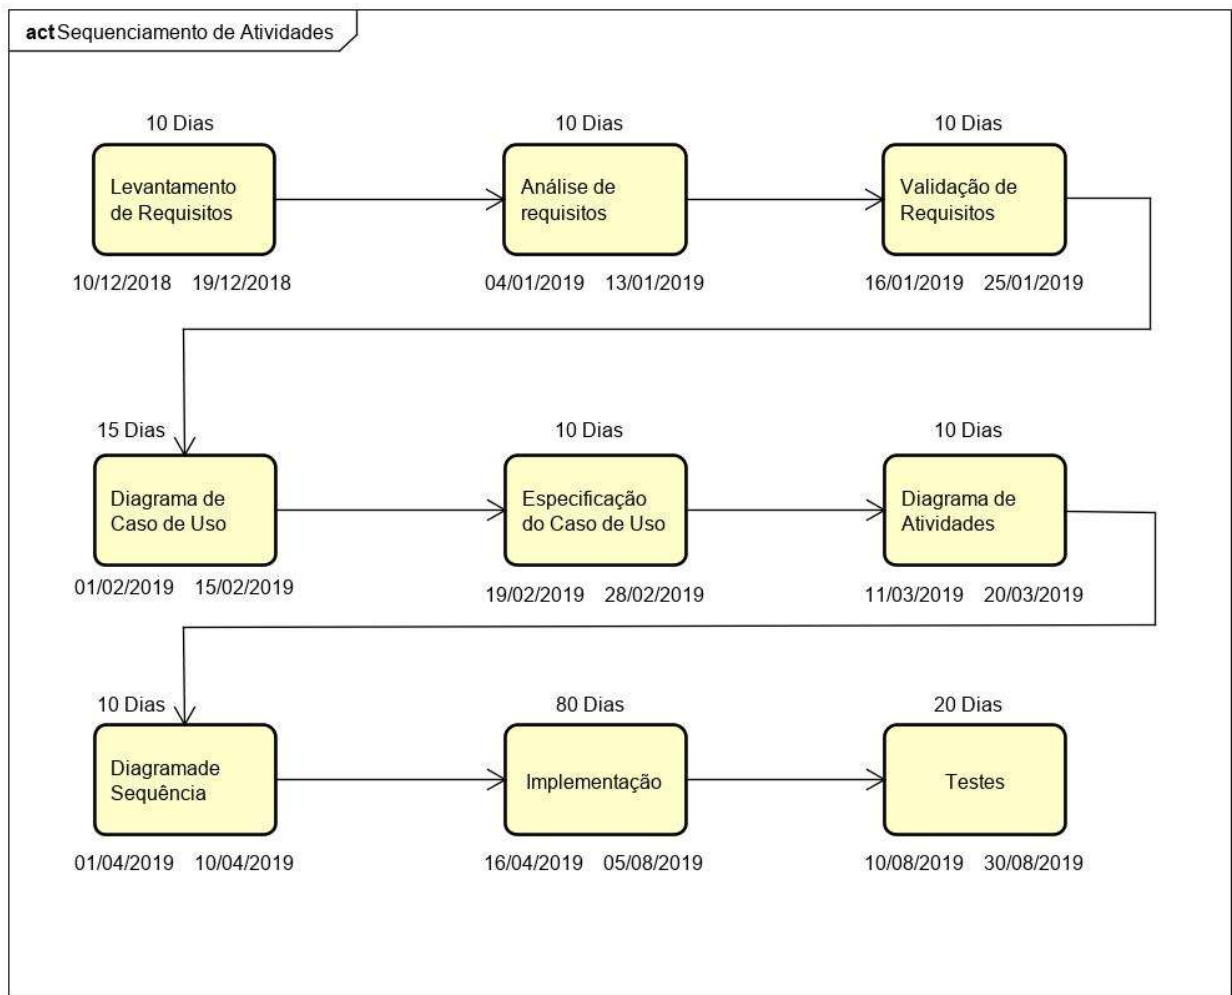 act Sequenciamento de Atividades
10 Dias
10 Dias
10 Dias
Levantamento
de Requisitos
Análise de
requisitos
Validação de
Requisitos
10/12/2018 19/12/2018
04/01/2019 13/01/2019
16/01/2019 25/01/2019
15 Dias
10 Dias
10 Dias
Diagrama de
Caso de Uso
Especificação
do Caso de Uso
Diagrama de
Atividades
01/02/2019 15/02/2019
19/02/2019 28/02/2019
11/03/2019 20/03/2019
10 Dias
80 Dias
20 Dias
Diagramade
Sequência
Implementação
Testes
01/04/2019 10/04/2019
16/04/2019 05/08/2019
10/08/2019 30/08/2019